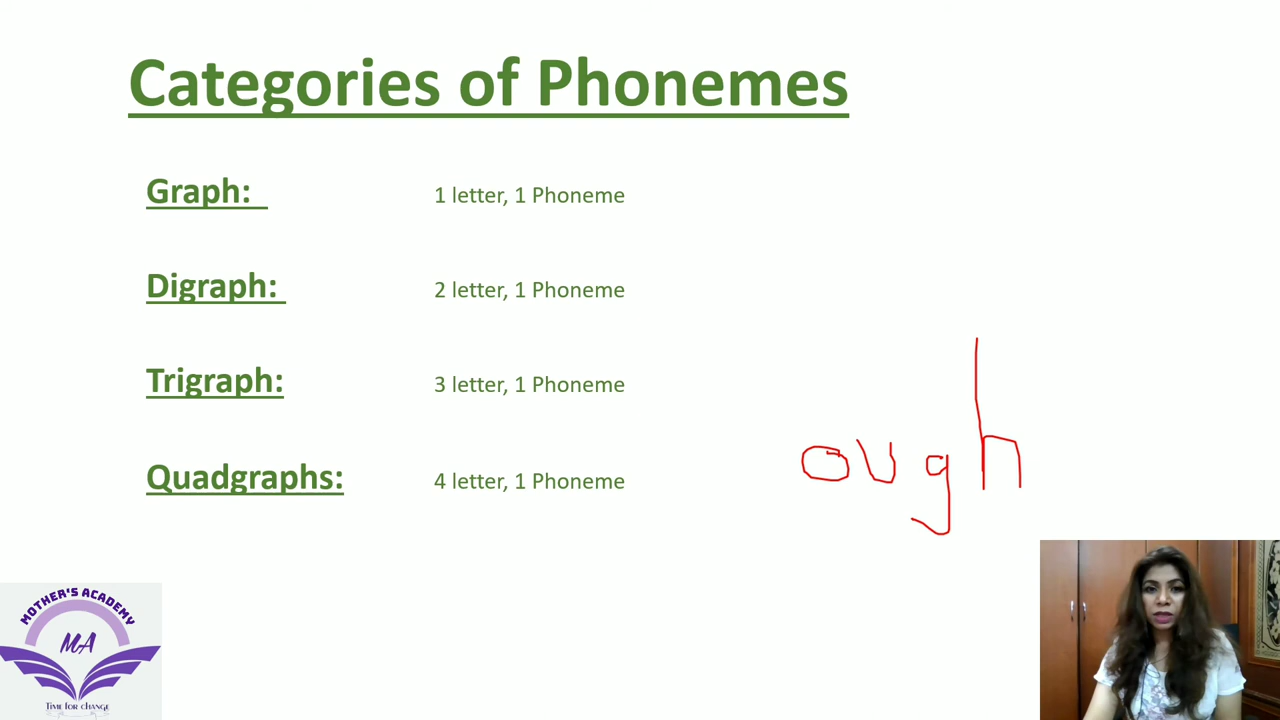 Categories of Phonemes
Graph: 1 letter, 1 Phoneme
Digraph: 2 letter, 1 Phoneme
Trigraph: 3 letter, 1 Phoneme
Quadgraphs: 4 letter, 1 Phoneme
ough
MOTHER'S ACADEMY
MA
TIME FOR CHANGE